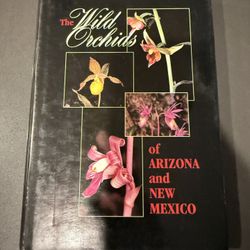 The Wild
Orchids
of
ARIZONA
and
NEW
MEXICO